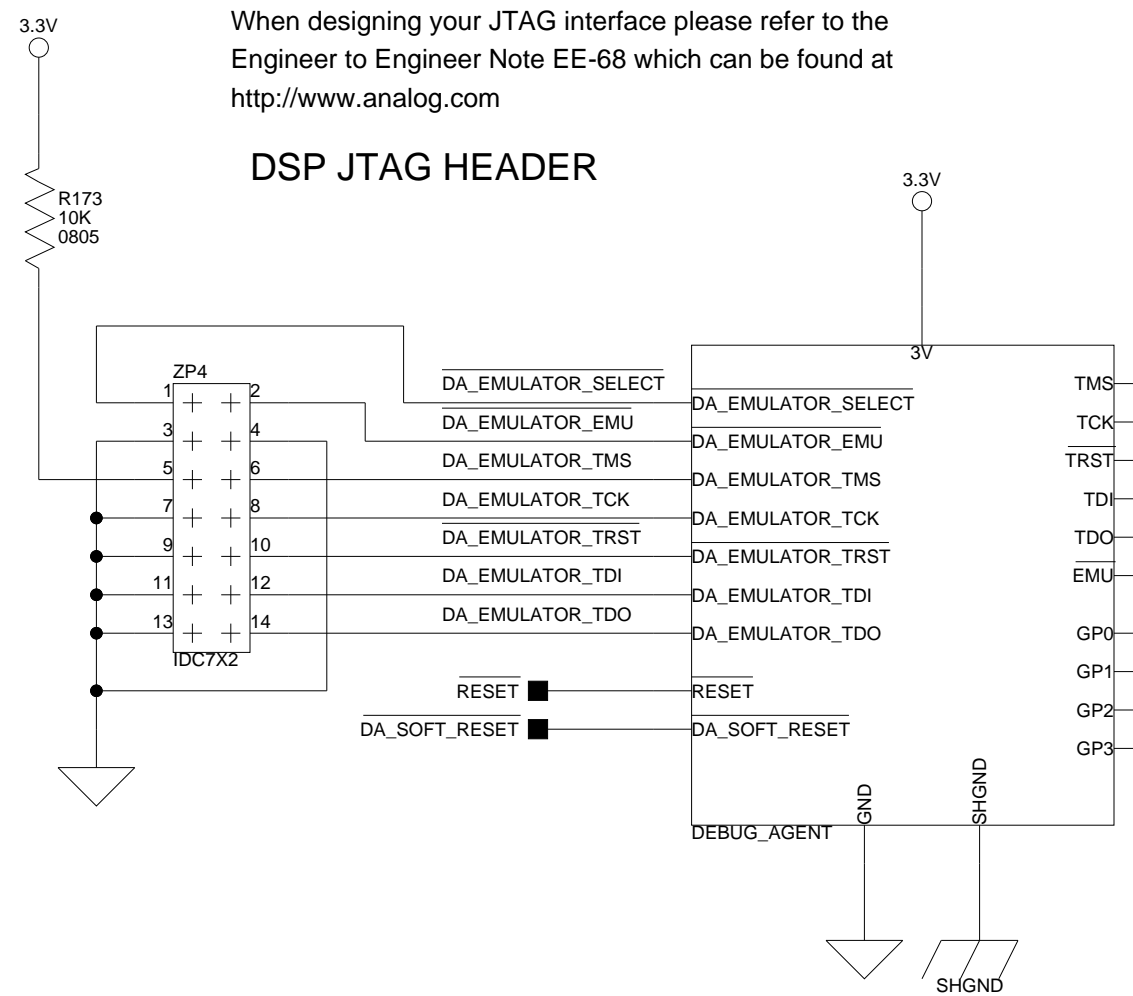 When designing your JTAG interface please refer to the
Engineer to Engineer Note EE-68 which can be found at
http://www.analog.com
DSP JTAG HEADER
3.3V
R173
10K
0805
3.3V
3V
ZP4
1 2
3 4
5 6
7 8
9 10
11 12
13 14
IDC7X2
DA_EMULATOR_SELECT
DA_EMULATOR_EMU
DA_EMULATOR_TMS
DA_EMULATOR_TCK
DA_EMULATOR_TRST
DA_EMULATOR_TDI
DA_EMULATOR_TDO
RESET
DA_SOFT_RESET
DA_EMULATOR_SELECT
DA_EMULATOR_EMU
DA_EMULATOR_TMS
DA_EMULATOR_TCK
DA_EMULATOR_TRST
DA_EMULATOR_TDI
DA_EMULATOR_TDO
RESET
DA_SOFT_RESET
TMS
TCK
TRST
TDI
TDO
EMU
GP0
GP1
GP2
GP3
GND
SHGND
DEBUG_AGENT
SHGND